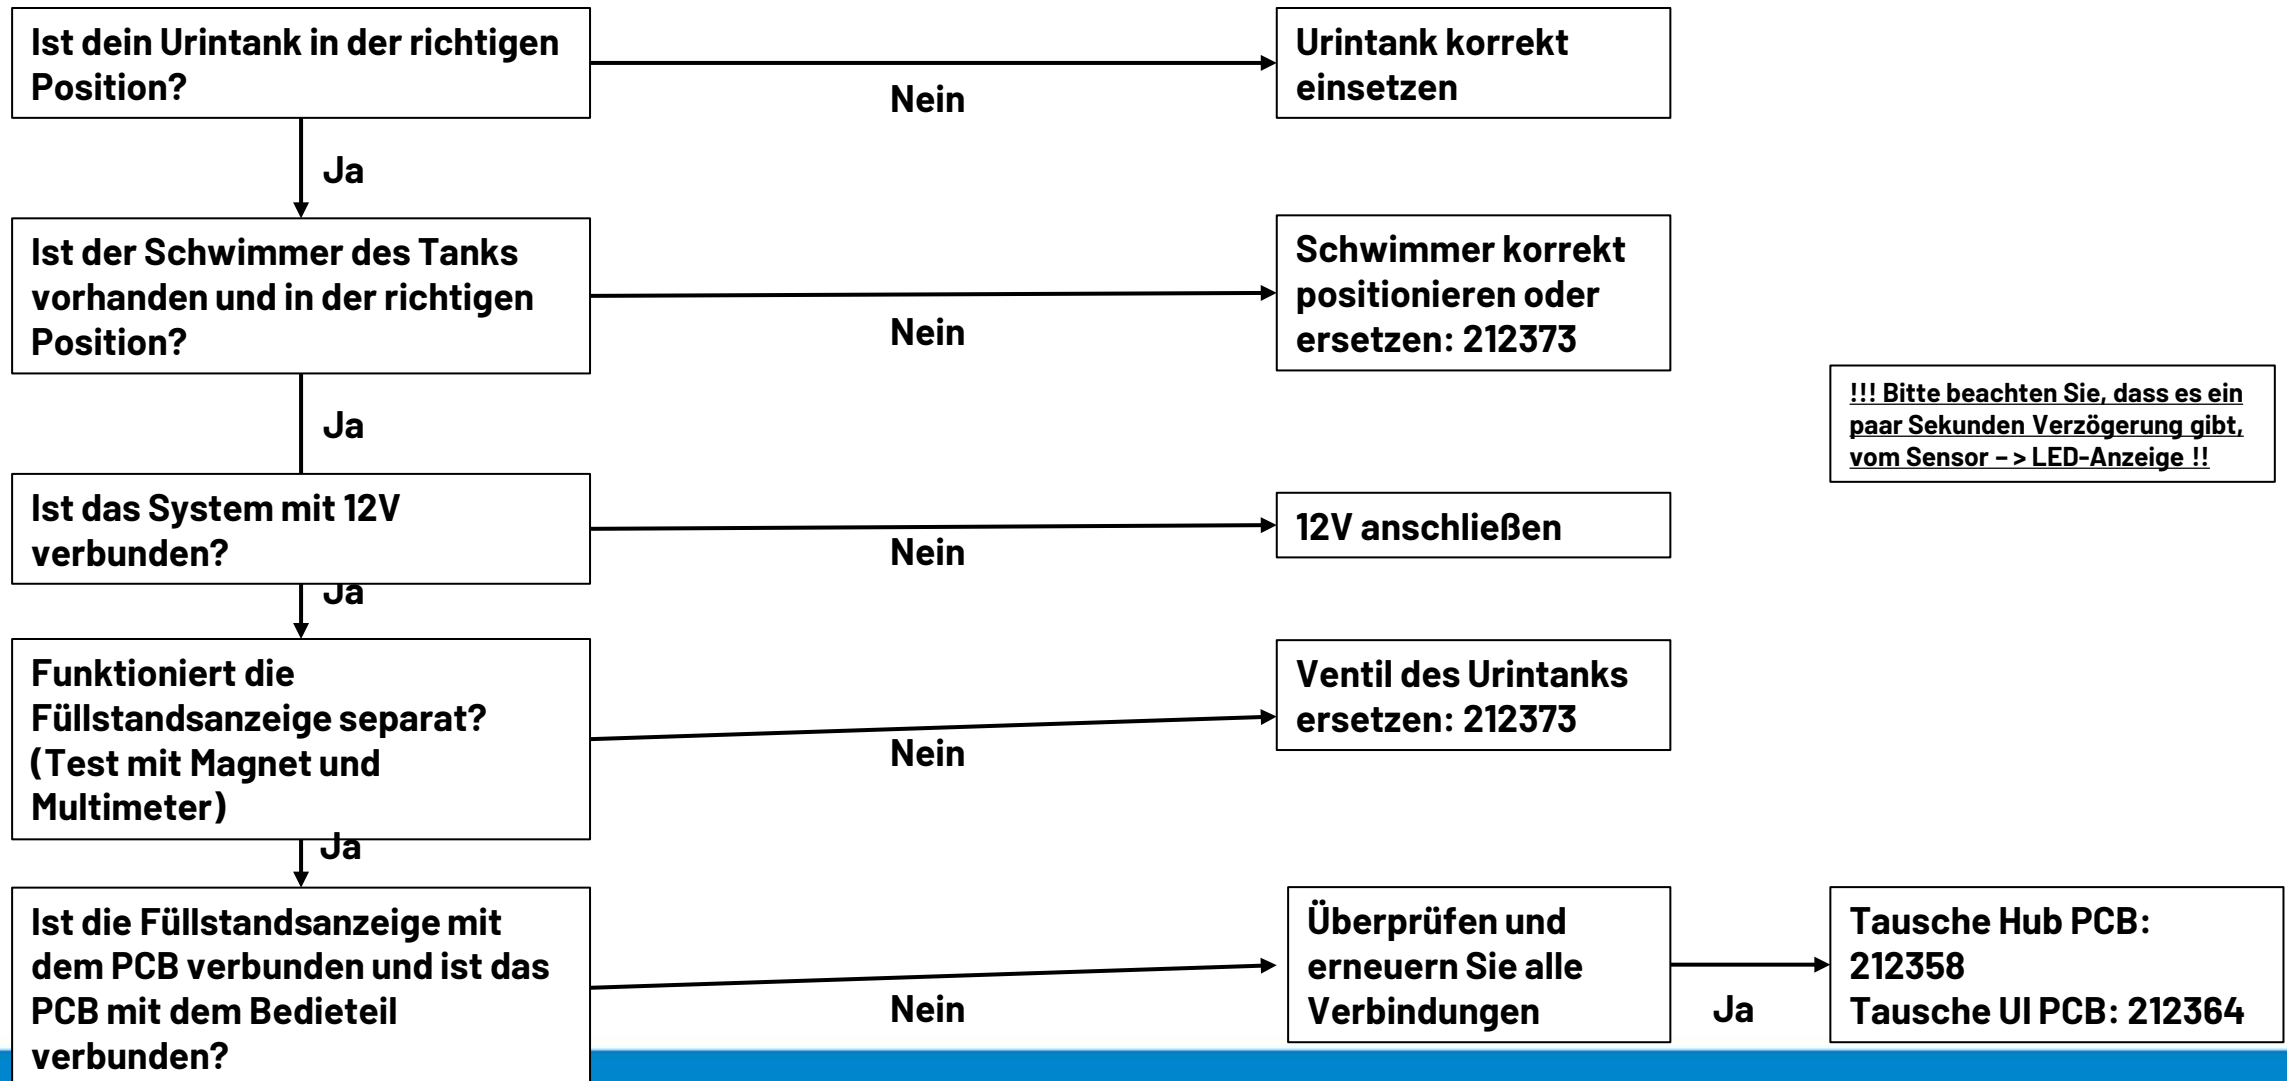 Ist dein Urintank in der richtigen
Position?
Nein
Urintank korrekt
einsetzen
Ja
Ist der Schwimmer des Tanks
vorhanden und in der richtigen
Position?
Nein
Schwimmer korrekt
positionieren oder
ersetzen: 212373
!!! Bitte beachten Sie, dass es ein
paar Sekunden Verzögerung gibt,
vom Sensor – > LED-Anzeige !!
Ja
Ist das System mit 12V
verbunden?
Nein
12V anschließen
Ja
Funktioniert die
Füllstandsanzeige separat?
(Test mit Magnet und
Multimeter)
Nein
Ventil des Urintanks
ersetzen: 212373
Ja
Ist die Füllstandsanzeige mit
dem PCB verbunden und ist das
PCB mit dem Bedieteil
verbunden?
Nein
Überprüfen und
erneuern Sie alle
Verbindungen
Ja
Tausche Hub PCB:
212358
Tausche UI PCB: 212364